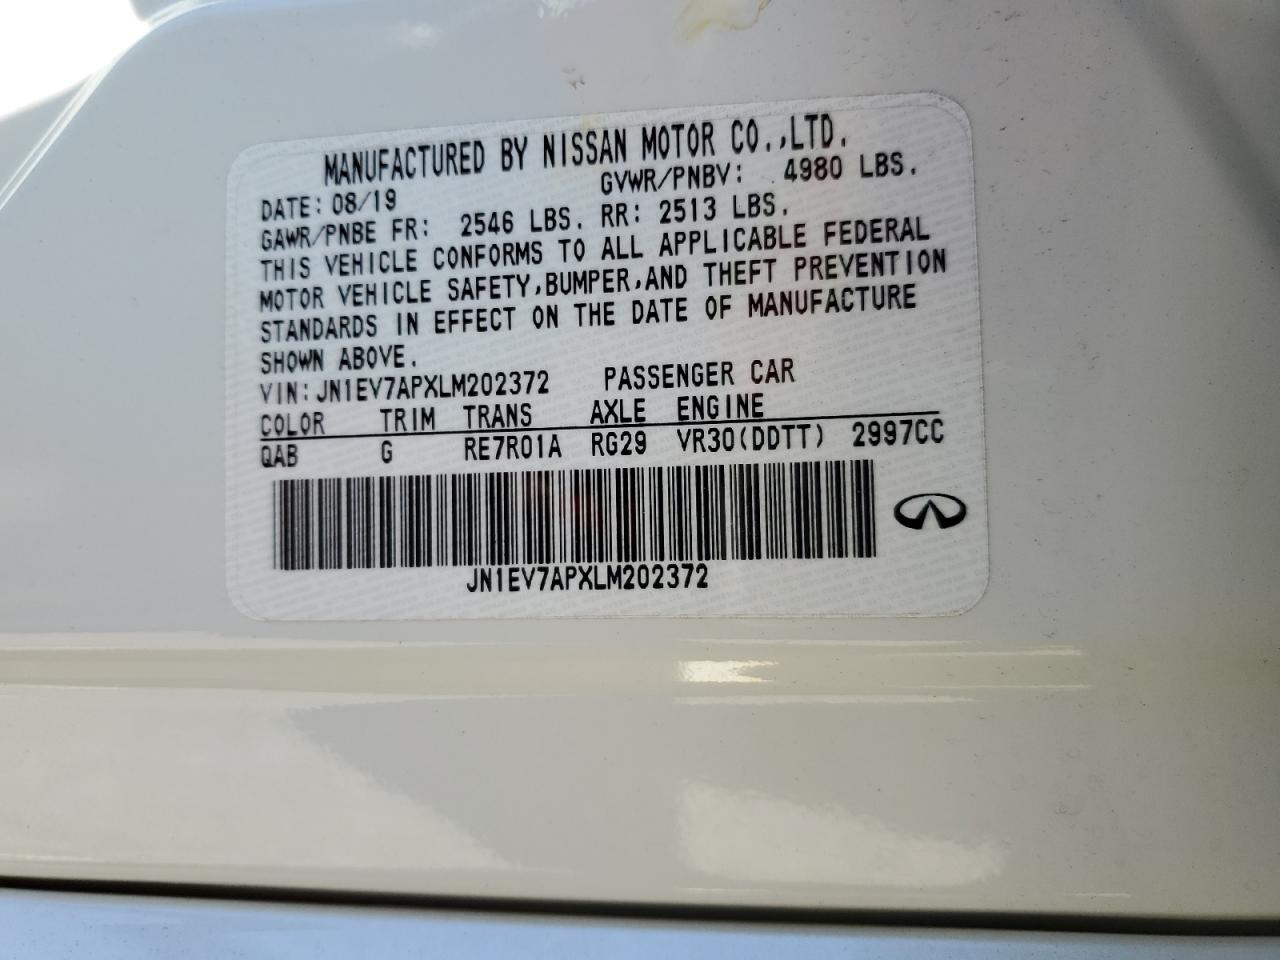 MANUFACTURED BY NISSAN MOTOR CO.,LTD.
DATE: 08/19 GVWR/PNBV: 4980 LBS.
GAWR/PNBE FR: 2546 LBS. RR: 2513 LBS.
THIS VEHICLE CONFORMS TO ALL APPLICABLE FEDERAL
MOTOR VEHICLE SAFETY,BUMPER,AND THEFT PREVENTION
STANDARDS IN EFFECT ON THE DATE OF MANUFACTURE
SHOWN ABOVE.
VIN: JN1EV7APXLM202372 PASSENGER CAR
COLOR TRIM TRANS AXLE ENGINE
QAB G RE7R01A RG29 VR30(DDTT) 2997CC
JN1EV7APXLM202372